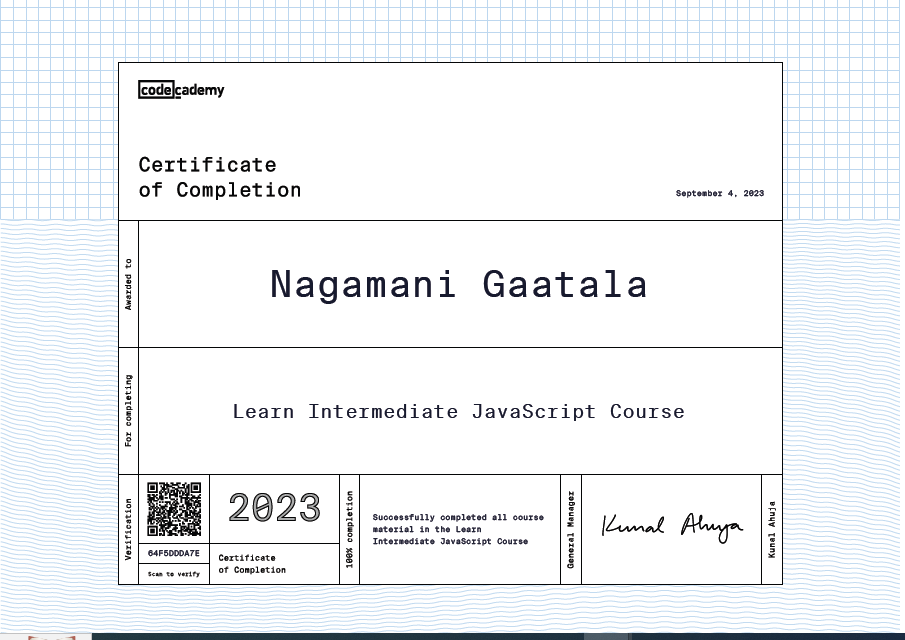 codecademy
Certificate
of Completion
September 4, 2023
Awarded to
Nagamani Gaatala
For completing
Learn Intermediate JavaScript Course
Verification
64F5DDDA7E
Scan to verify
2023
Certificate
of Completion
100% completion
Successfully completed all course
material in the Learn
Intermediate JavaScript Course
General Manager
Kunal Ahuja
Kunal Ahuja